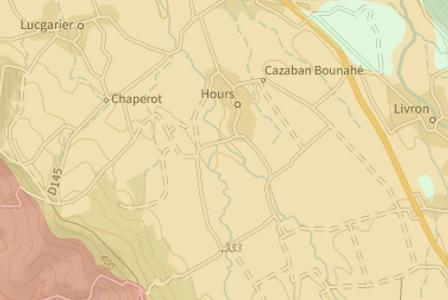 Lucgarier
Cazaban Bounahé
Chaperot
Hours
Livron
D145
333
400